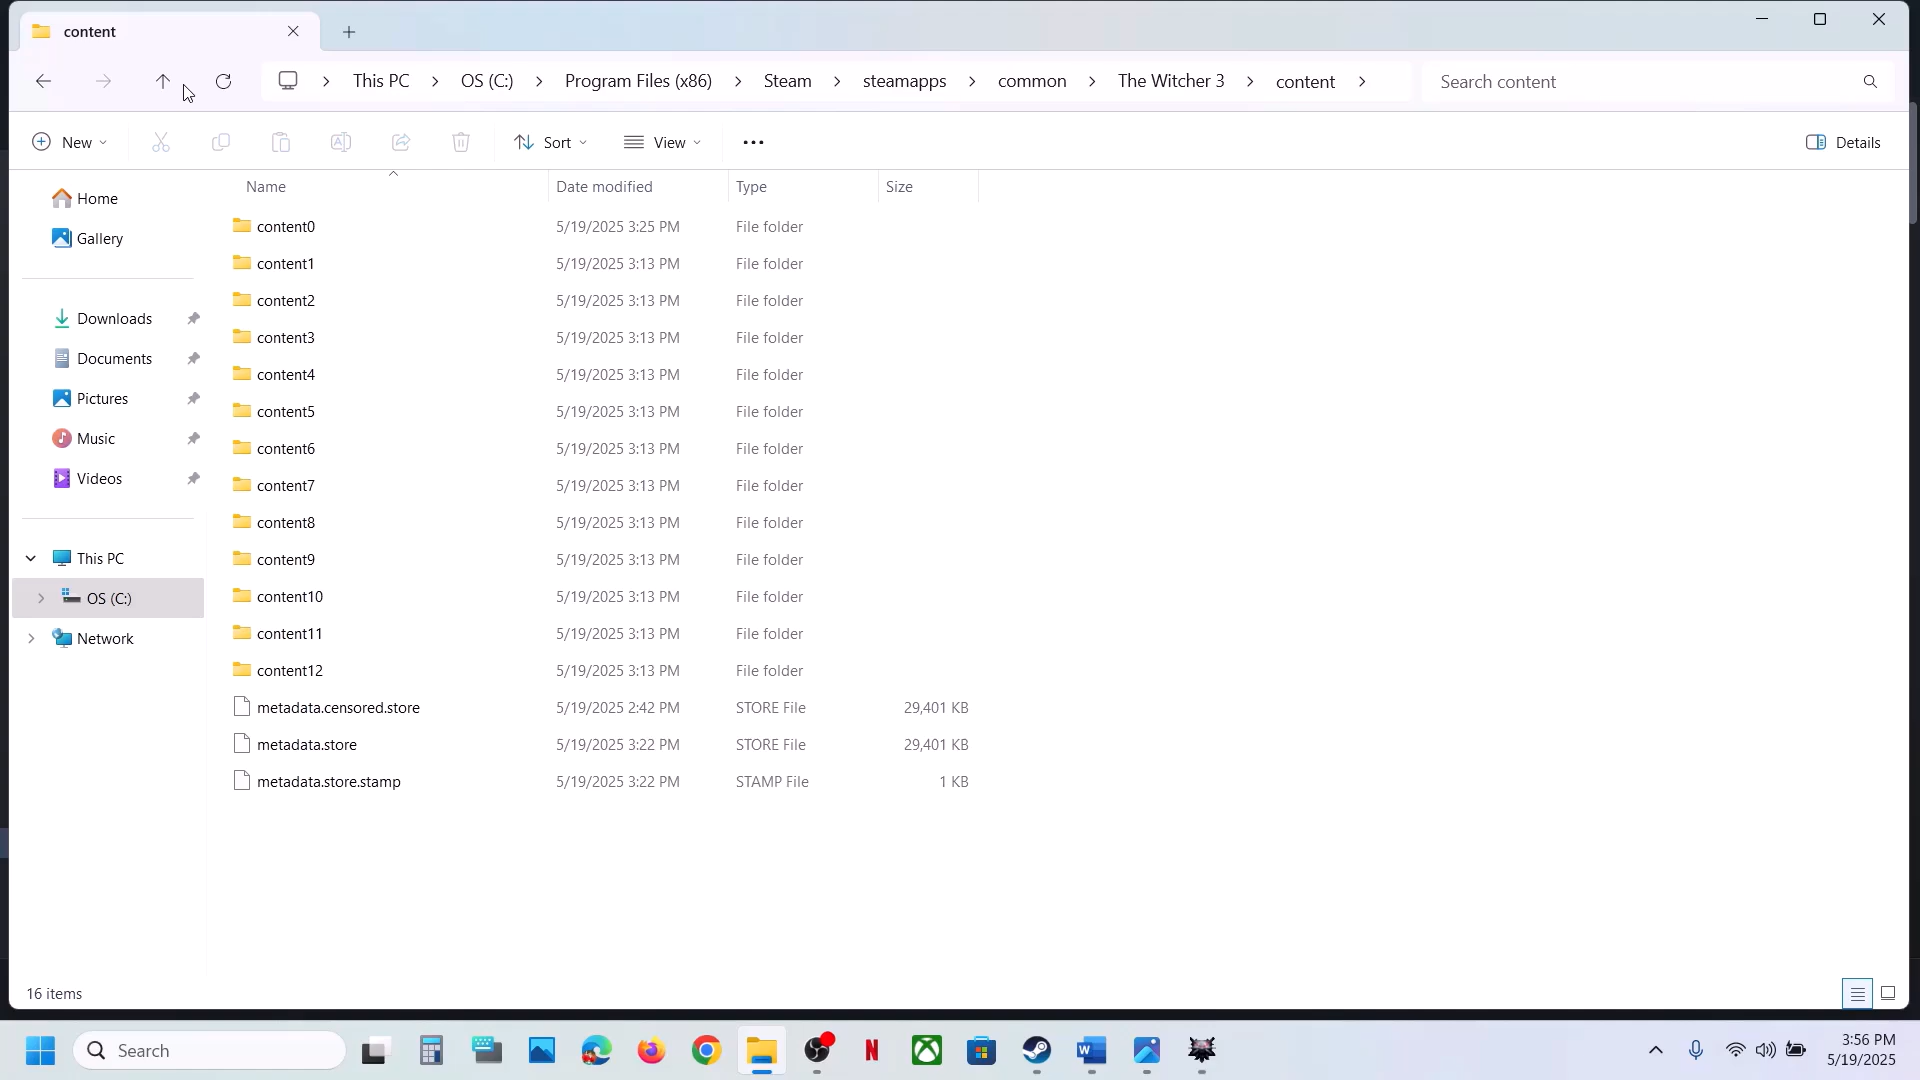 content
This PC > OS (C:) > Program Files (x86) > Steam > steamapps > common > The Witcher 3 > content >
Search content
New
Sort
View
Details
Name
Date modified
Type
Size
Home
Gallery
Downloads
Documents
Pictures
Music
Videos
This PC
OS (C:)
Network
content0 5/19/2025 3:25 PM File folder
content1 5/19/2025 3:13 PM File folder
content2 5/19/2025 3:13 PM File folder
content3 5/19/2025 3:13 PM File folder
content4 5/19/2025 3:13 PM File folder
content5 5/19/2025 3:13 PM File folder
content6 5/19/2025 3:13 PM File folder
content7 5/19/2025 3:13 PM File folder
content8 5/19/2025 3:13 PM File folder
content9 5/19/2025 3:13 PM File folder
content10 5/19/2025 3:13 PM File folder
content11 5/19/2025 3:13 PM File folder
content12 5/19/2025 3:13 PM File folder
metadata.censored.store 5/19/2025 2:42 PM STORE File 29,401 KB
metadata.store 5/19/2025 3:22 PM STORE File 29,401 KB
metadata.store.stamp 5/19/2025 3:22 PM STAMP File 1 KB
16 items
Search
3:56 PM
5/19/2025